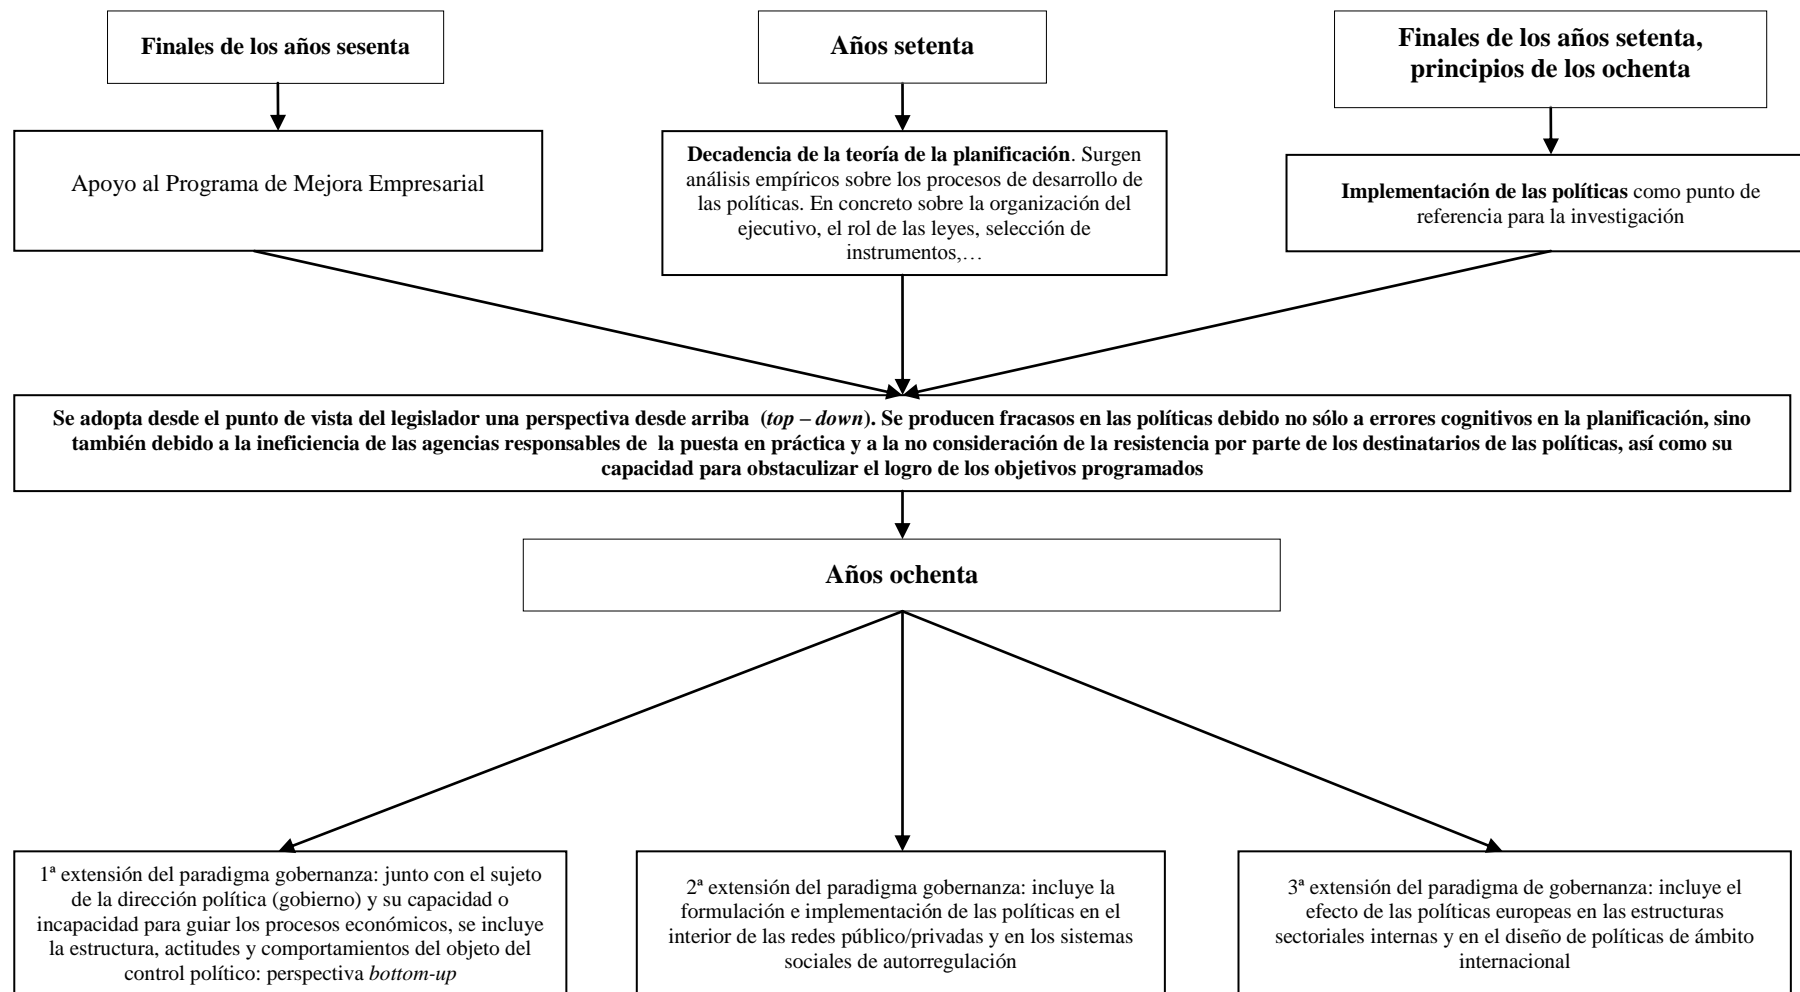 Finales de los años sesenta
Años setenta
Finales de los años setenta,
principios de los ochenta
Apoyo al Programa de Mejora Empresarial
Decadencia de la teoría de la planificación. Surgen
análisis empíricos sobre los procesos de desarrollo de
las políticas. En concreto sobre la organización del
ejecutivo, el rol de las leyes, selección de
instrumentos,…
Implementación de las políticas como punto de
referencia para la investigación
Se adopta desde el punto de vista del legislador una perspectiva desde arriba (top – down). Se producen fracasos en las políticas debido no sólo a errores cognitivos en la planificación, sino
también debido a la ineficiencia de las agencias responsables de la puesta en práctica y a la no consideración de la resistencia por parte de los destinatarios de las políticas, así como su
capacidad para obstaculizar el logro de los objetivos programados
Años ochenta
1ª extensión del paradigma gobernanza: junto con el sujeto
de la dirección política (gobierno) y su capacidad o
incapacidad para guiar los procesos económicos, se incluye
la estructura, actitudes y comportamientos del objeto del
control político: perspectiva bottom-up
2ª extensión del paradigma gobernanza: incluye la
formulación e implementación de las políticas en el
interior de las redes público/privadas y en los sistemas
sociales de autorregulación
3ª extensión del paradigma de gobernanza: incluye el
efecto de las políticas europeas en las estructuras
sectoriales internas y en el diseño de políticas de ámbito
internacional